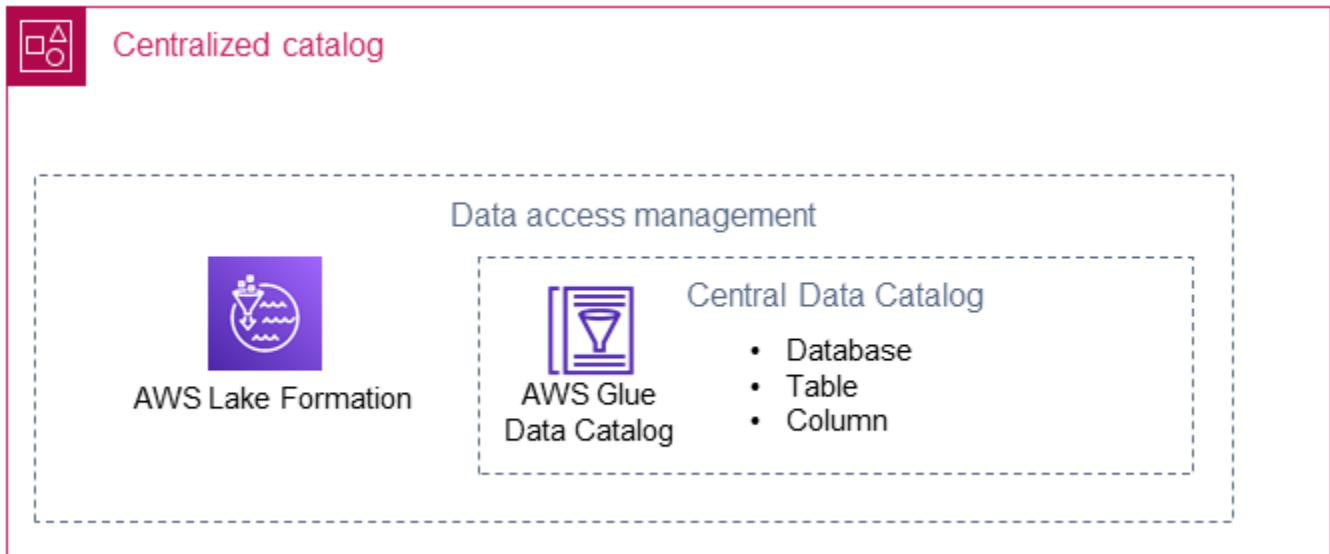 Centralized catalog
Data access management
AWS Lake Formation
AWS Glue
Data Catalog
Central Data Catalog
• Database
• Table
• Column